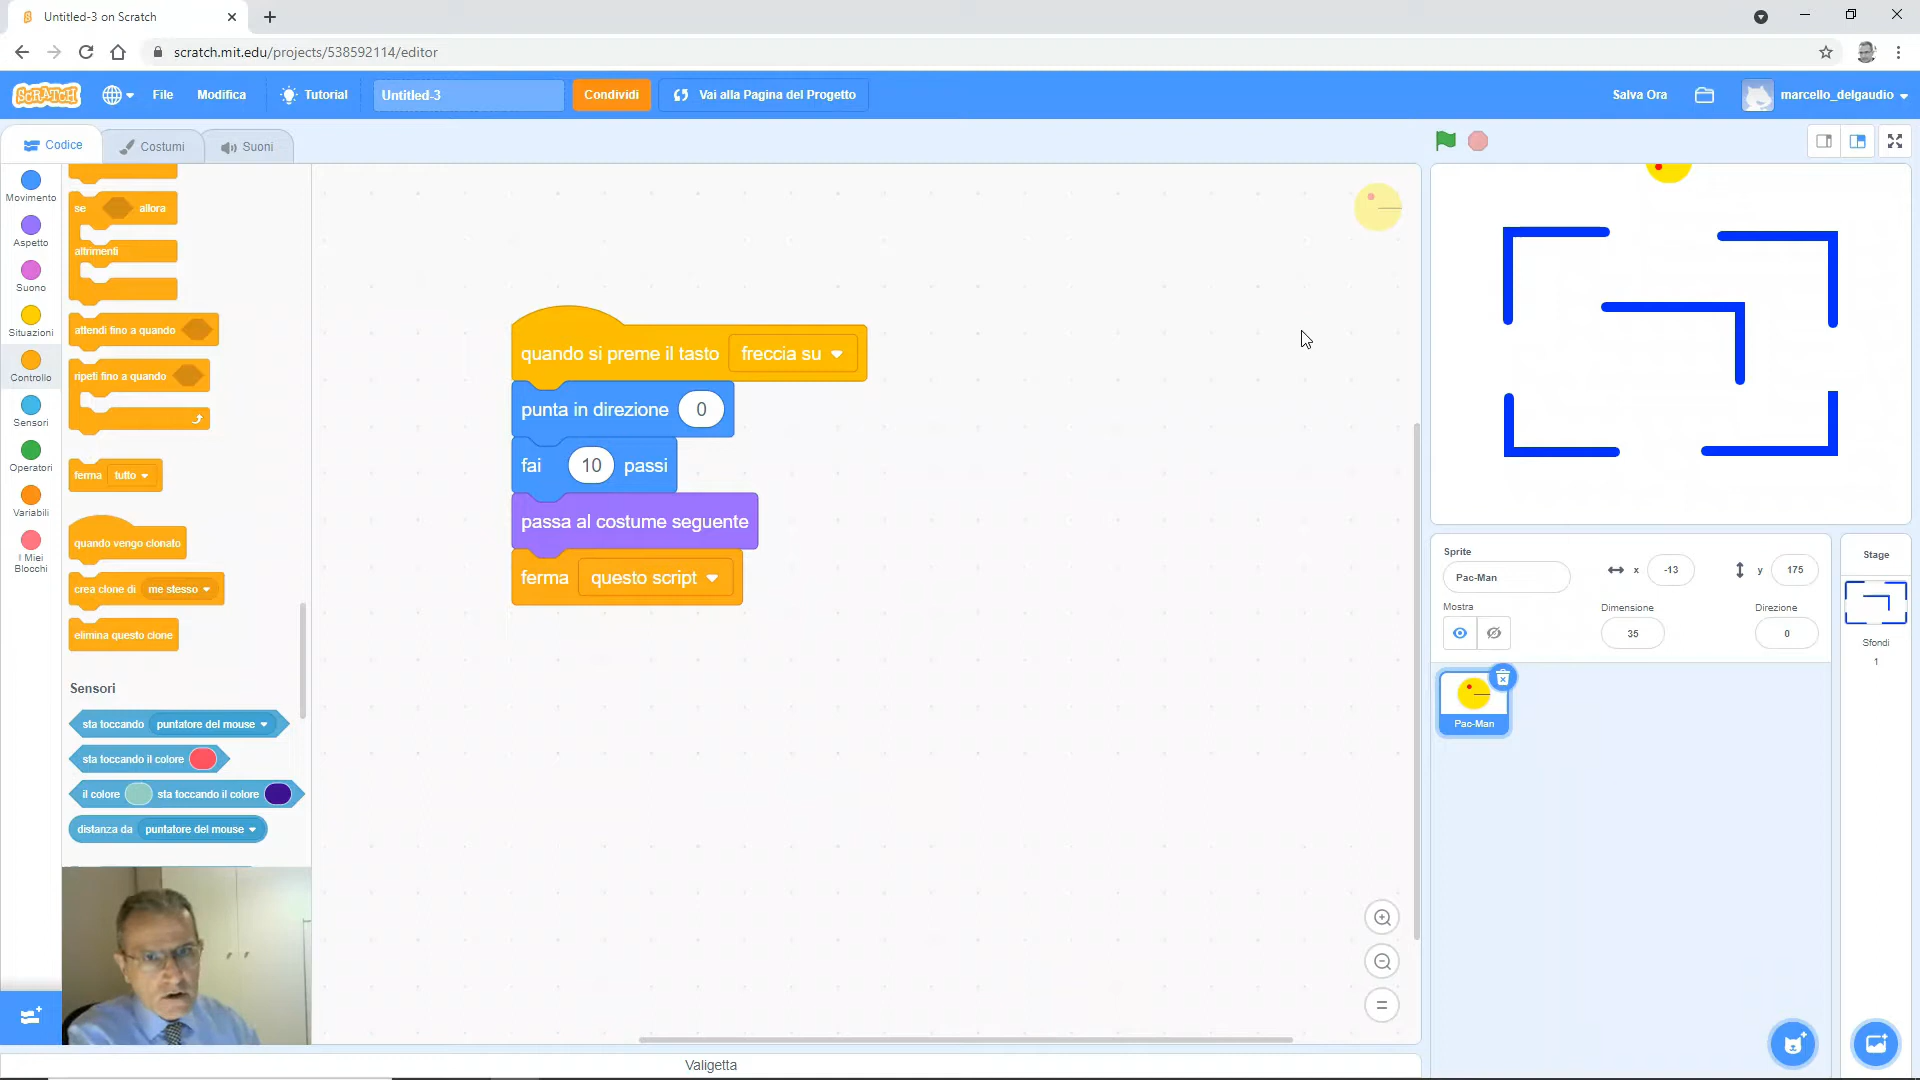 Untitled-3 on Scratch
scratch.mit.edu/projects/538592114/editor
SCRATCH
File
Modifica
Tutorial
Untitled-3
Condividi
Vai alla Pagina del Progetto
Salva Ora
marcello_delgaudio
Codice
Costumi
Suoni
Movimento
Aspetto
Suono
Situazioni
Controllo
Sensori
Operatori
Variabili
I Miei
Blocchi
se allora
altrimenti
attendi fino a quando
ripeti fino a quando
ferma tutto
quando vengo clonato
crea clone di me stesso
elimina questo clone
Sensori
sta toccando puntatore del mouse
sta toccando il colore
il colore sta toccando il colore
distanza da puntatore del mouse
quando si preme il tasto freccia su
punta in direzione 0
fai 10 passi
passa al costume seguente
ferma questo script
Valigetta
Sprite
Pac-Man
x -13
y 175
Mostra
Dimensione
35
Direzione
0
Pac-Man
Stage
Sfondi
1